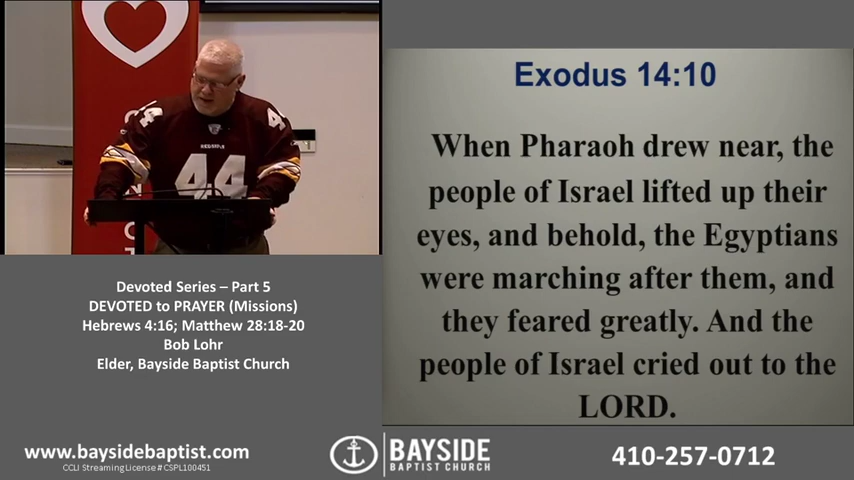 44
4
REDSKINS
44
Exodus 14:10
When Pharaoh drew near, the
people of Israel lifted up their
eyes, and behold, the Egyptians
were marching after them, and
they feared greatly. And the
people of Israel cried out to the
LORD.
Devoted Series – Part 5
DEVOTED to PRAYER (Missions)
Hebrews 4:16; Matthew 28:18-20
Bob Lohr
Elder, Bayside Baptist Church
www.baysidebaptist.com
CCLI Streaming License # CSPL100451
BAYSIDE
BAPTIST CHURCH
410-257-0712